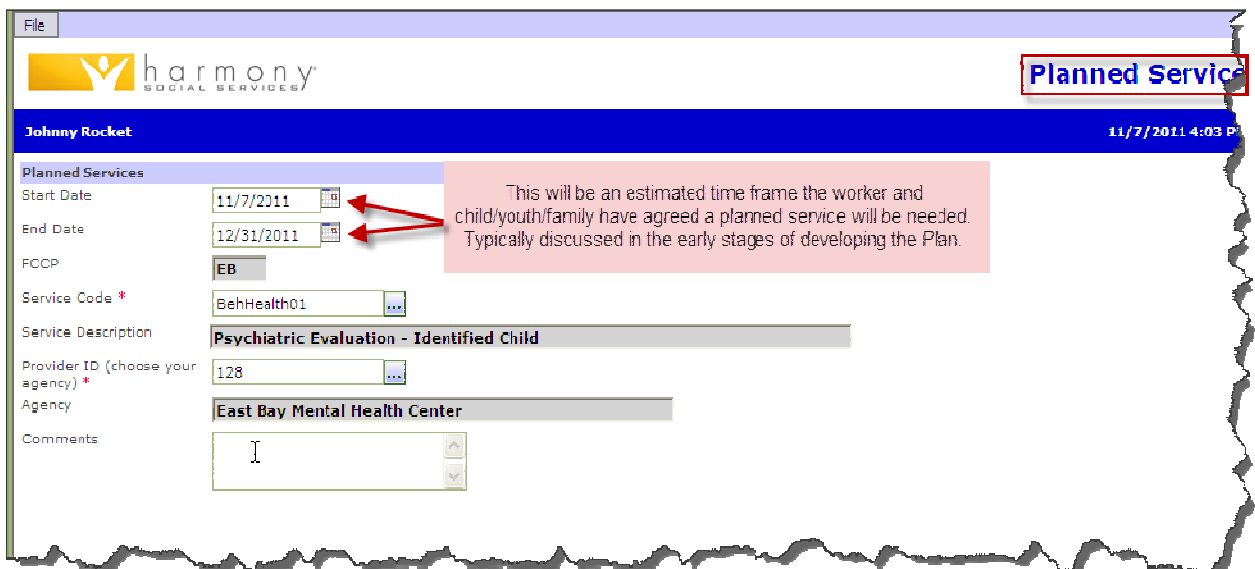 File
harmony
SOCIAL SERVICES
Planned Service
Johnny Rocket
11/7/2011 4:03 P
Planned Services
Start Date
11/7/2011
This will be an estimated time frame the worker and
child/youth/family have agreed a planned service will be needed.
Typically discussed in the early stages of developing the Plan.
End Date
12/31/2011
FCCP
EB
Service Code *
BehHealth01
...
Service Description
Psychiatric Evaluation - Identified Child
Provider ID (choose your
agency) *
128
...
Agency
East Bay Mental Health Center
Comments